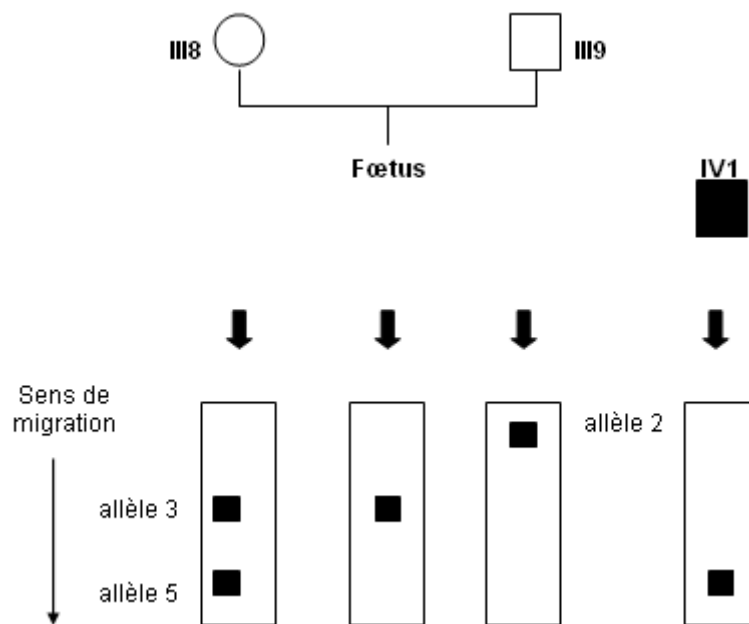 III8
III9
Fœtus
IV1
Sens de
migration
allèle 2
allèle 3
allèle 5